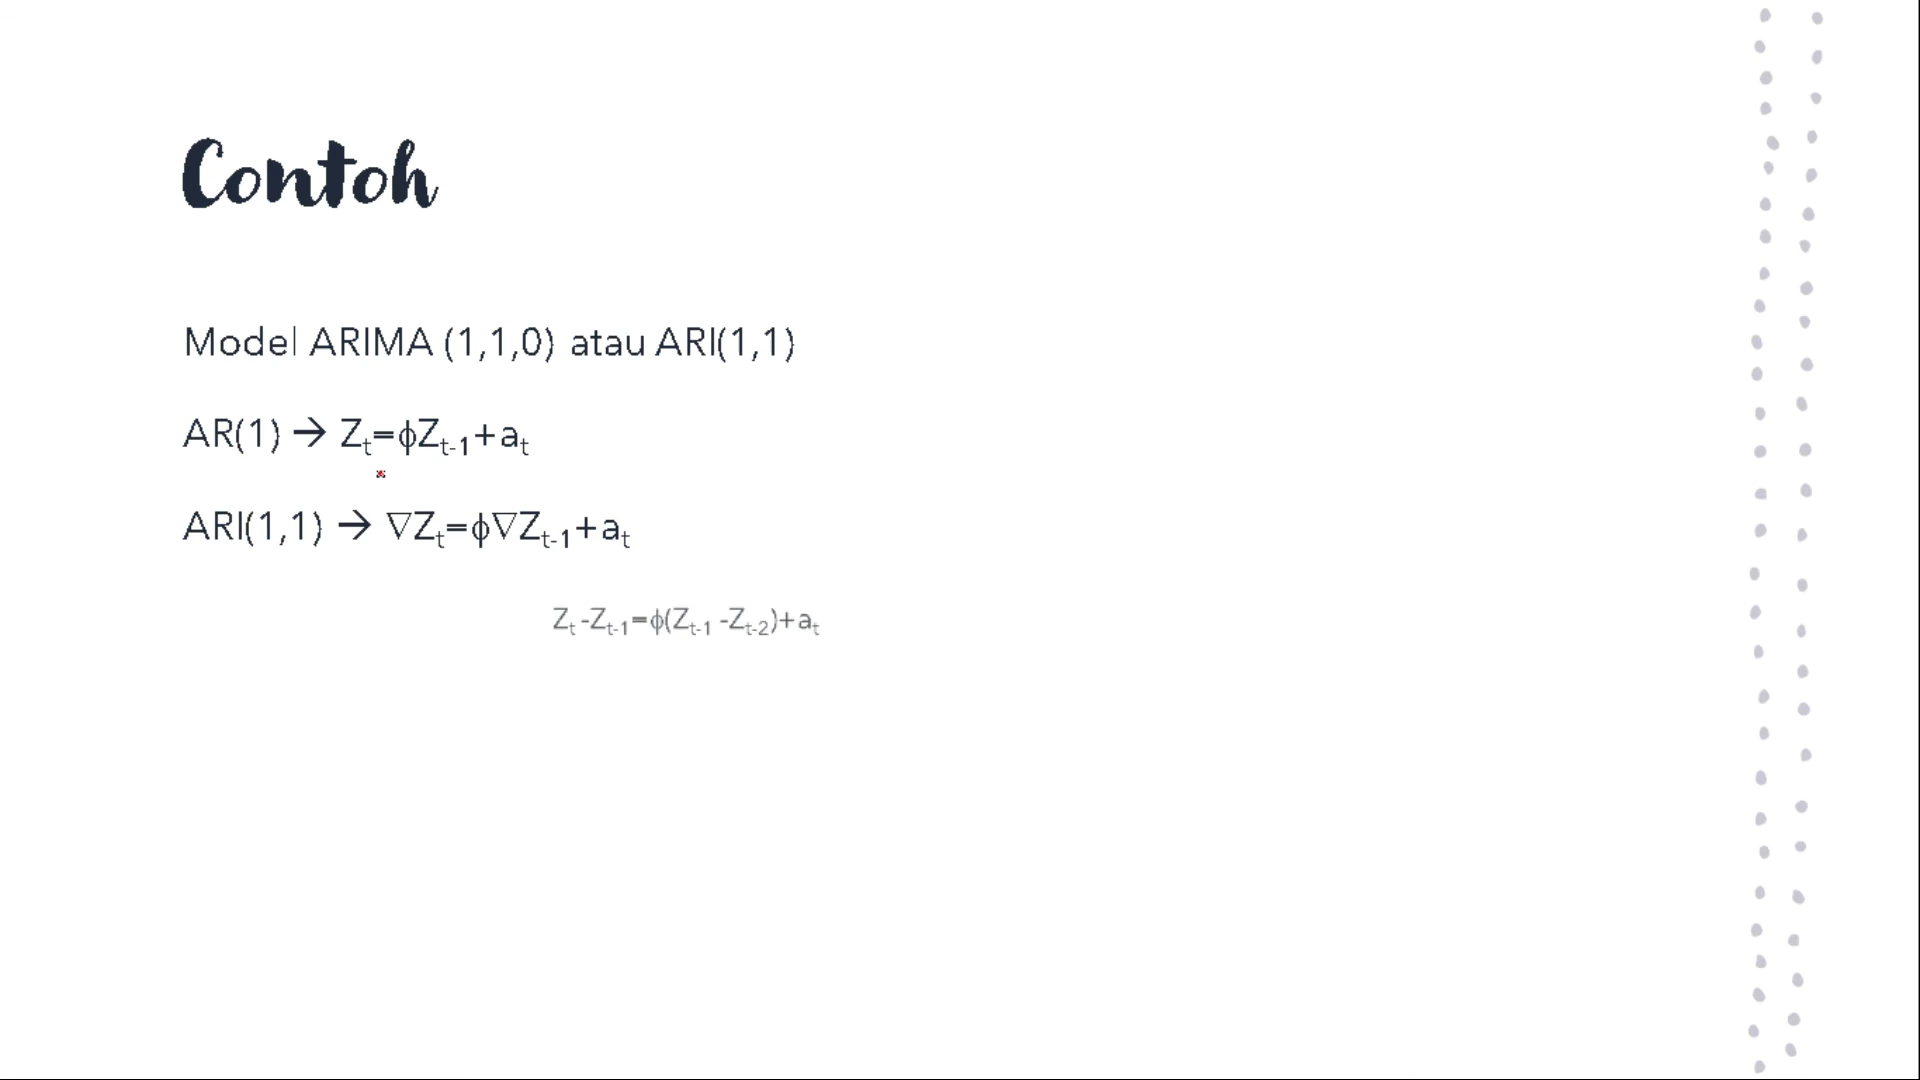 Contoh
Model ARIMA (1,1,0) atau ARI(1,1)
AR(1) → Zₜ=ϕZₜ₋₁+aₜ
ARI(1,1) → ∇Zₜ=ϕ∇Zₜ₋₁+aₜ
Zₜ -Zₜ₋₁=ϕ(Zₜ₋₁ -Zₜ₋₂)+aₜ